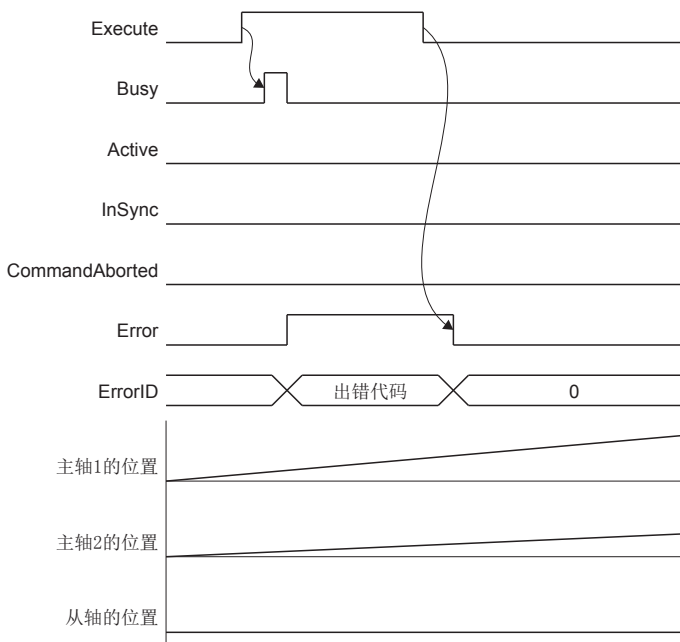 Execute
Busy
Active
InSync
CommandAborted
Error
ErrorID
出错代码
0
主轴1的位置
主轴2的位置
从轴的位置